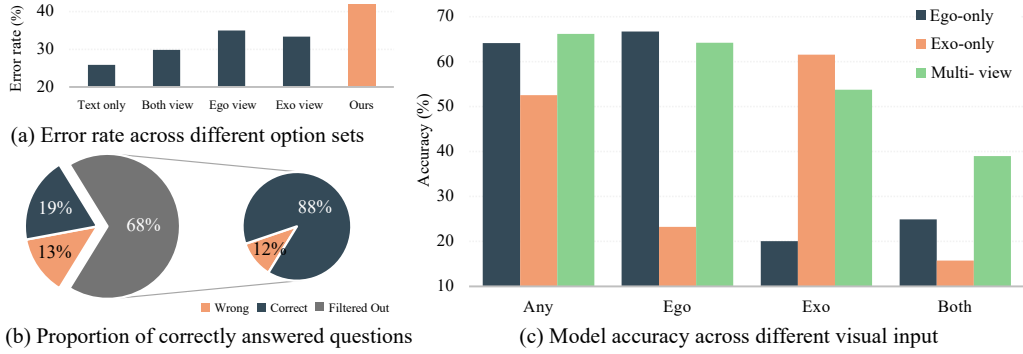 Error rate (%)
40
30
20
Text only
Both view
Ego view
Exo view
Ours
(a) Error rate across different option sets
19%
13%
68%
88%
12%
Wrong
Correct
Filtered Out
(b) Proportion of correctly answered questions
Accuracy (%)
70
60
50
40
30
20
10
Any
Ego
Exo
Both
Ego-only
Exo-only
Multi- view
(c) Model accuracy across different visual input